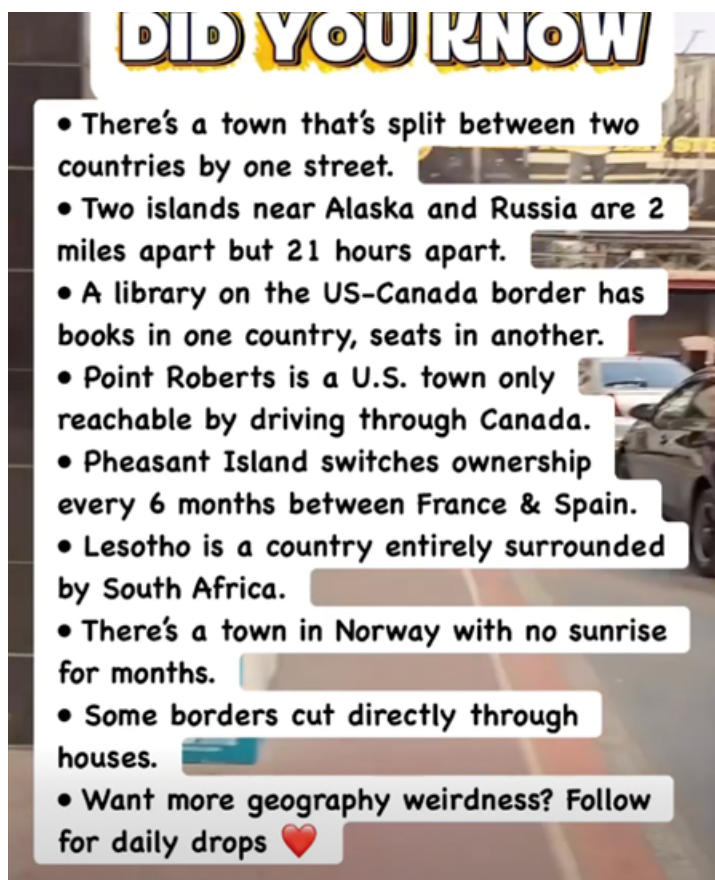 DID YOU KNOW
• There's a town that's split between two
countries by one street.
• Two islands near Alaska and Russia are 2
miles apart but 21 hours apart.
• A library on the US-Canada border has
books in one country, seats in another.
• Point Roberts is a U.S. town only
reachable by driving through Canada.
• Pheasant Island switches ownership
every 6 months between France & Spain.
• Lesotho is a country entirely surrounded
by South Africa.
• There's a town in Norway with no sunrise
for months.
• Some borders cut directly through
houses.
• Want more geography weirdness? Follow
for daily drops ❤️